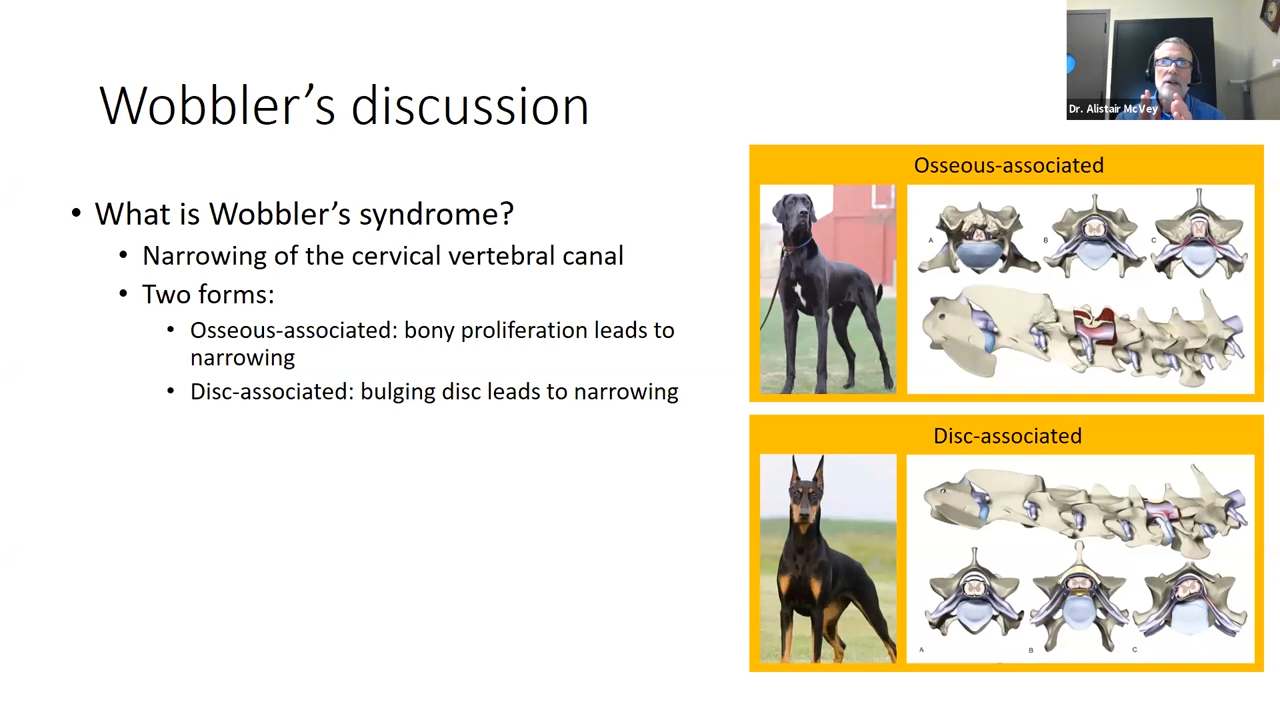 Wobbler's discussion
Dr. Alistair McVey
• What is Wobbler's syndrome?
• Narrowing of the cervical vertebral canal
• Two forms:
• Osseous-associated: bony proliferation leads to
narrowing
• Disc-associated: bulging disc leads to narrowing
Osseous-associated
A
B
C
Disc-associated
A
B
C